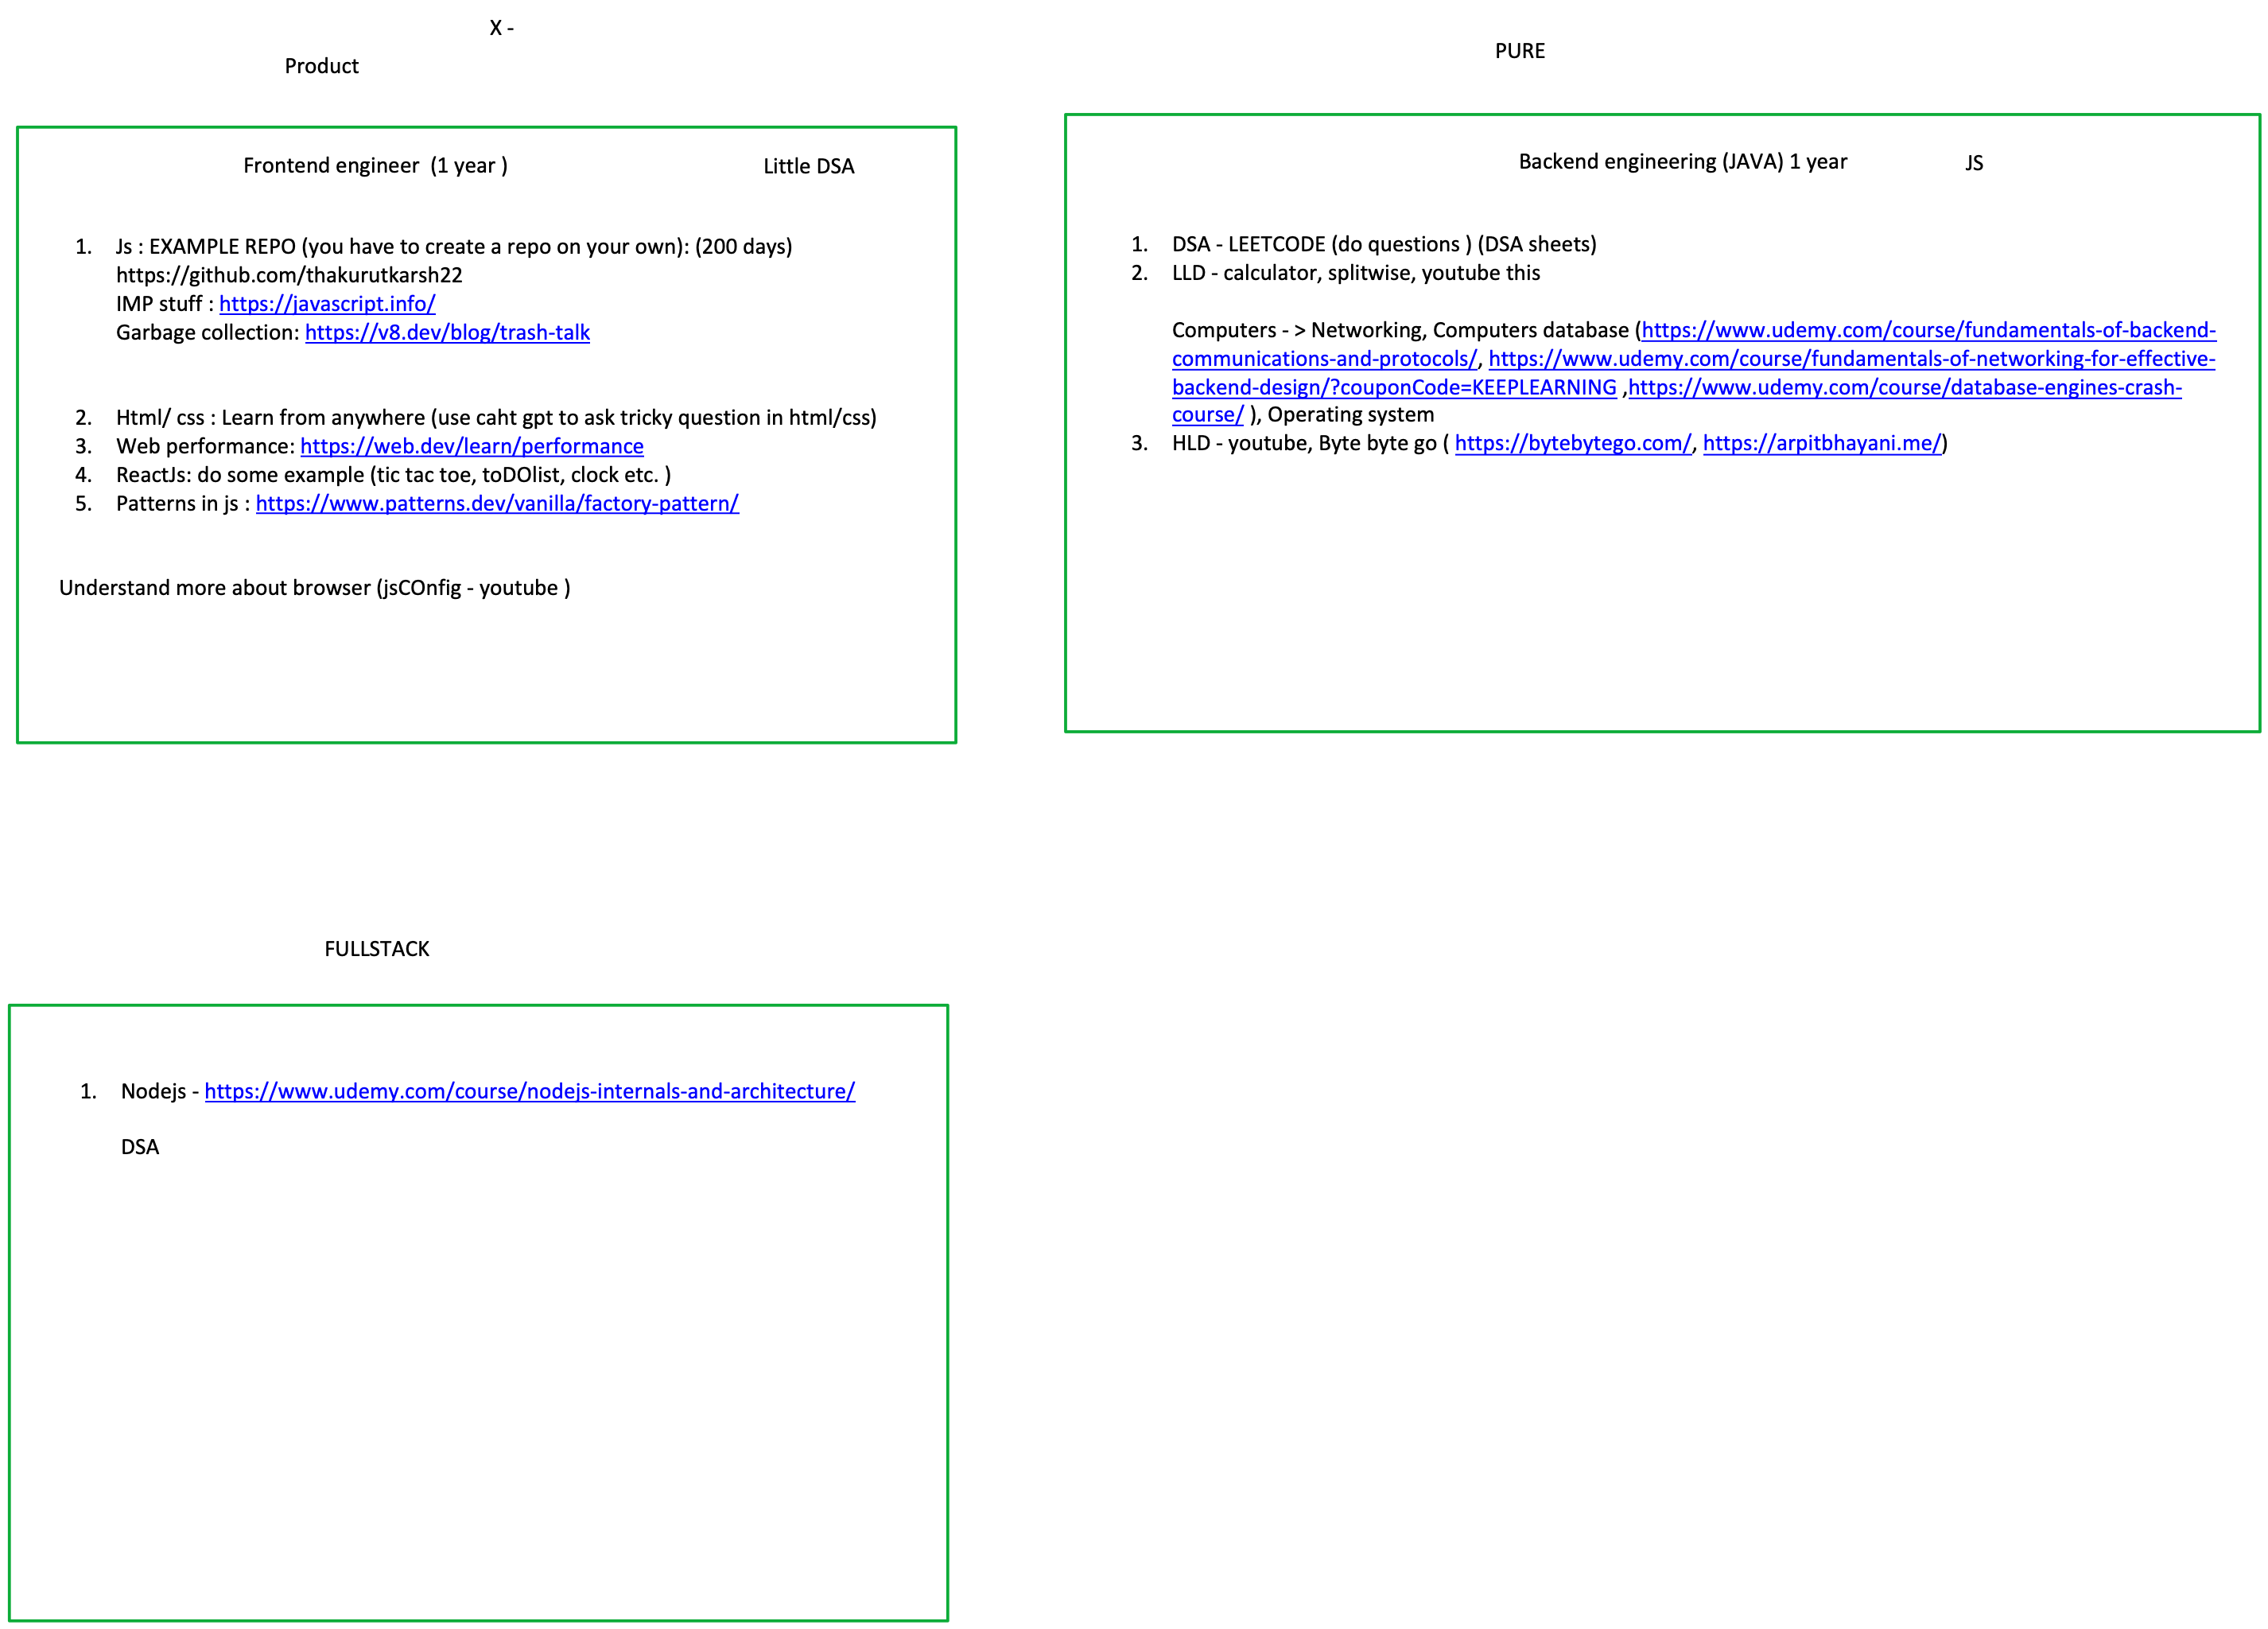 X -
Product
Frontend engineer  (1 year )
Little DSA
1. Js : EXAMPLE REPO (you have to create a repo on your own): (200 days)
https://github.com/thakurutkarsh22
IMP stuff : https://javascript.info/
Garbage collection: https://v8.dev/blog/trash-talk
2. Html/ css : Learn from anywhere (use caht gpt to ask tricky question in html/css)
3. Web performance: https://web.dev/learn/performance
4. ReactJs: do some example (tic tac toe, toDOlist, clock etc. )
5. Patterns in js : https://www.patterns.dev/vanilla/factory-pattern/
Understand more about browser (jsCOnfig - youtube )
PURE
Backend engineering (JAVA) 1 year
JS
1. DSA - LEETCODE (do questions ) (DSA sheets)
2. LLD - calculator, splitwise, youtube this
Computers - > Networking, Computers database (https://www.udemy.com/course/fundamentals-of-backend-
communications-and-protocols/, https://www.udemy.com/course/fundamentals-of-networking-for-effective-
backend-design/?couponCode=KEEPLEARNING ,https://www.udemy.com/course/database-engines-crash-
course/ ), Operating system
3. HLD - youtube, Byte byte go ( https://bytebytego.com/, https://arpitbhayani.me/)
FULLSTACK
1. Nodejs - https://www.udemy.com/course/nodejs-internals-and-architecture/
DSA